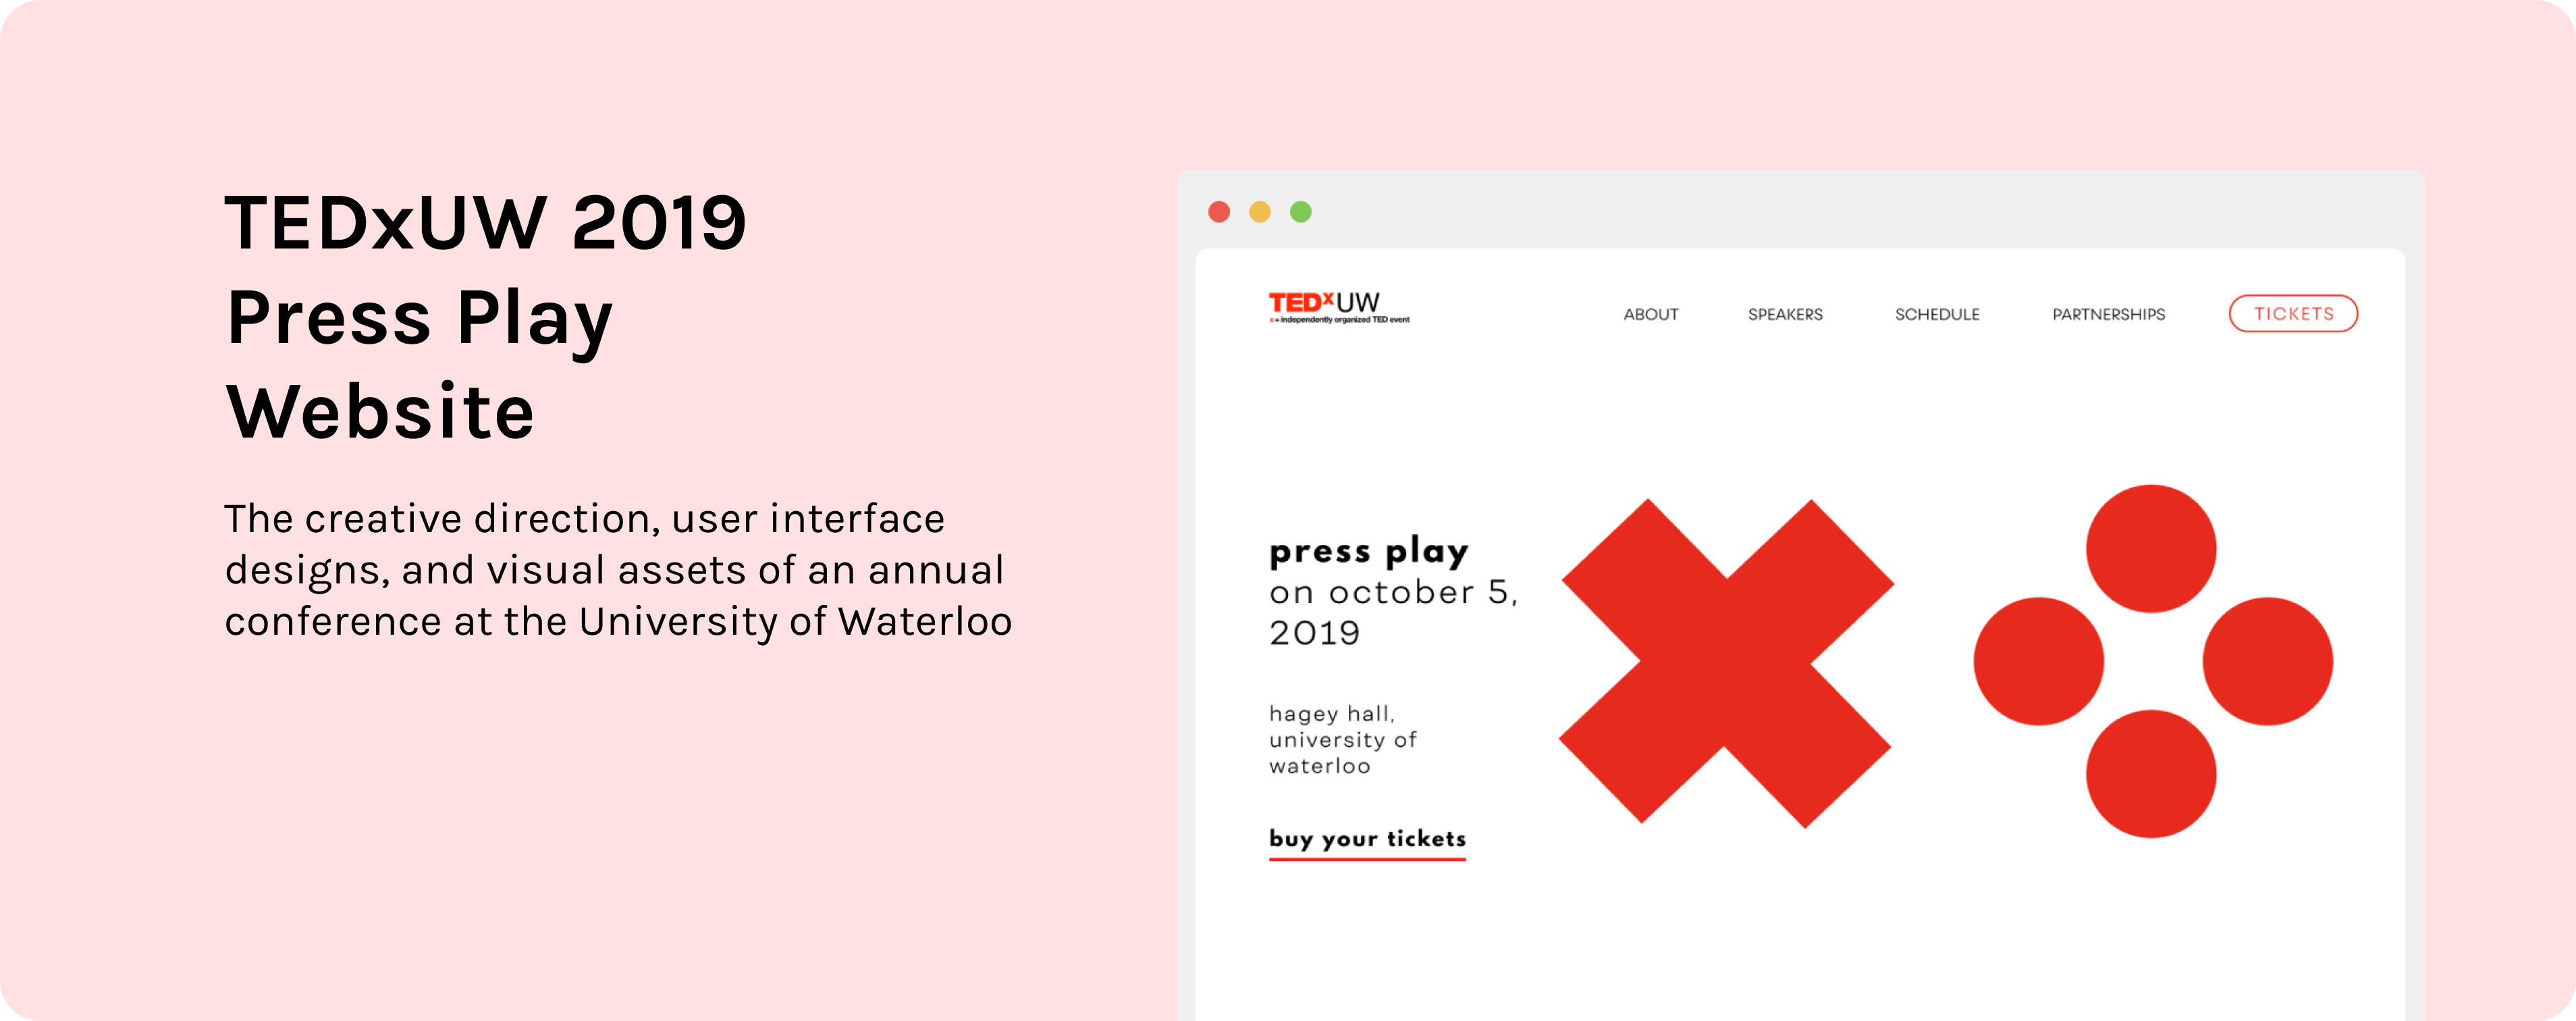 TEDxUW 2019
Press Play
Website
The creative direction, user interface
designs, and visual assets of an annual
conference at the University of Waterloo
TEDxUW
x = independently organized TED event
ABOUT
SPEAKERS
SCHEDULE
PARTNERSHIPS
TICKETS
press play
on october 5,
2019
hagey hall,
university of
waterloo
buy your tickets